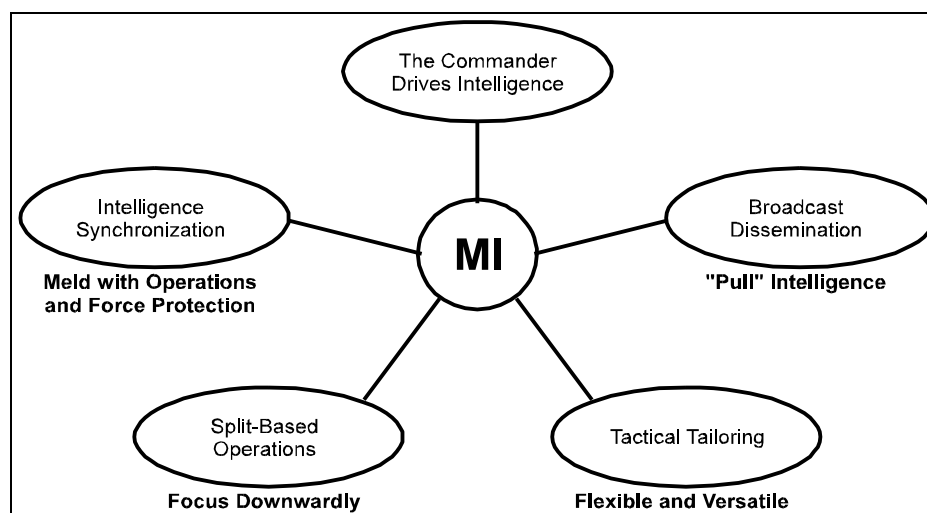 The Commander
Drives Intelligence
Intelligence
Synchronization
Meld with Operations
and Force Protection
MI
Broadcast
Dissemination
"Pull" Intelligence
Split-Based
Operations
Focus Downwardly
Tactical Tailoring
Flexible and Versatile